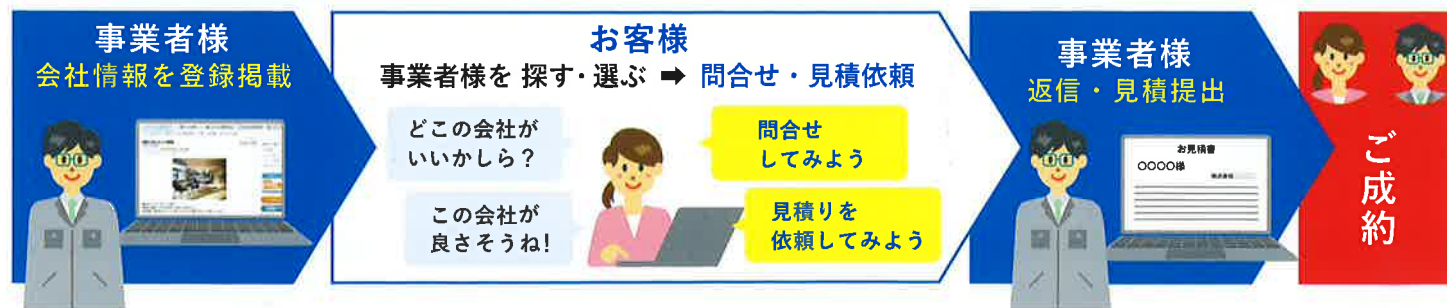 事業者様
会社情報を登録掲載
お客様
事業者様を 探す・選ぶ ➡ 問合せ・見積依頼
どこの会社が
いいかしら？
この会社が
良さそうね!
問合せ
してみよう
見積りを
依頼してみよう
事業者様
返信・見積提出
お見積書
〇〇〇〇様
ご成約